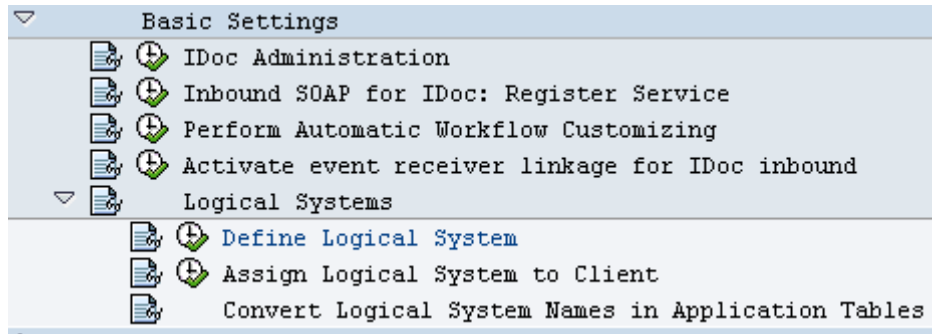 Basic Settings
IDoc Administration
Inbound SOAP for IDoc: Register Service
Perform Automatic Workflow Customizing
Activate event receiver linkage for IDoc inbound
Logical Systems
Define Logical System
Assign Logical System to Client
Convert Logical System Names in Application Tables